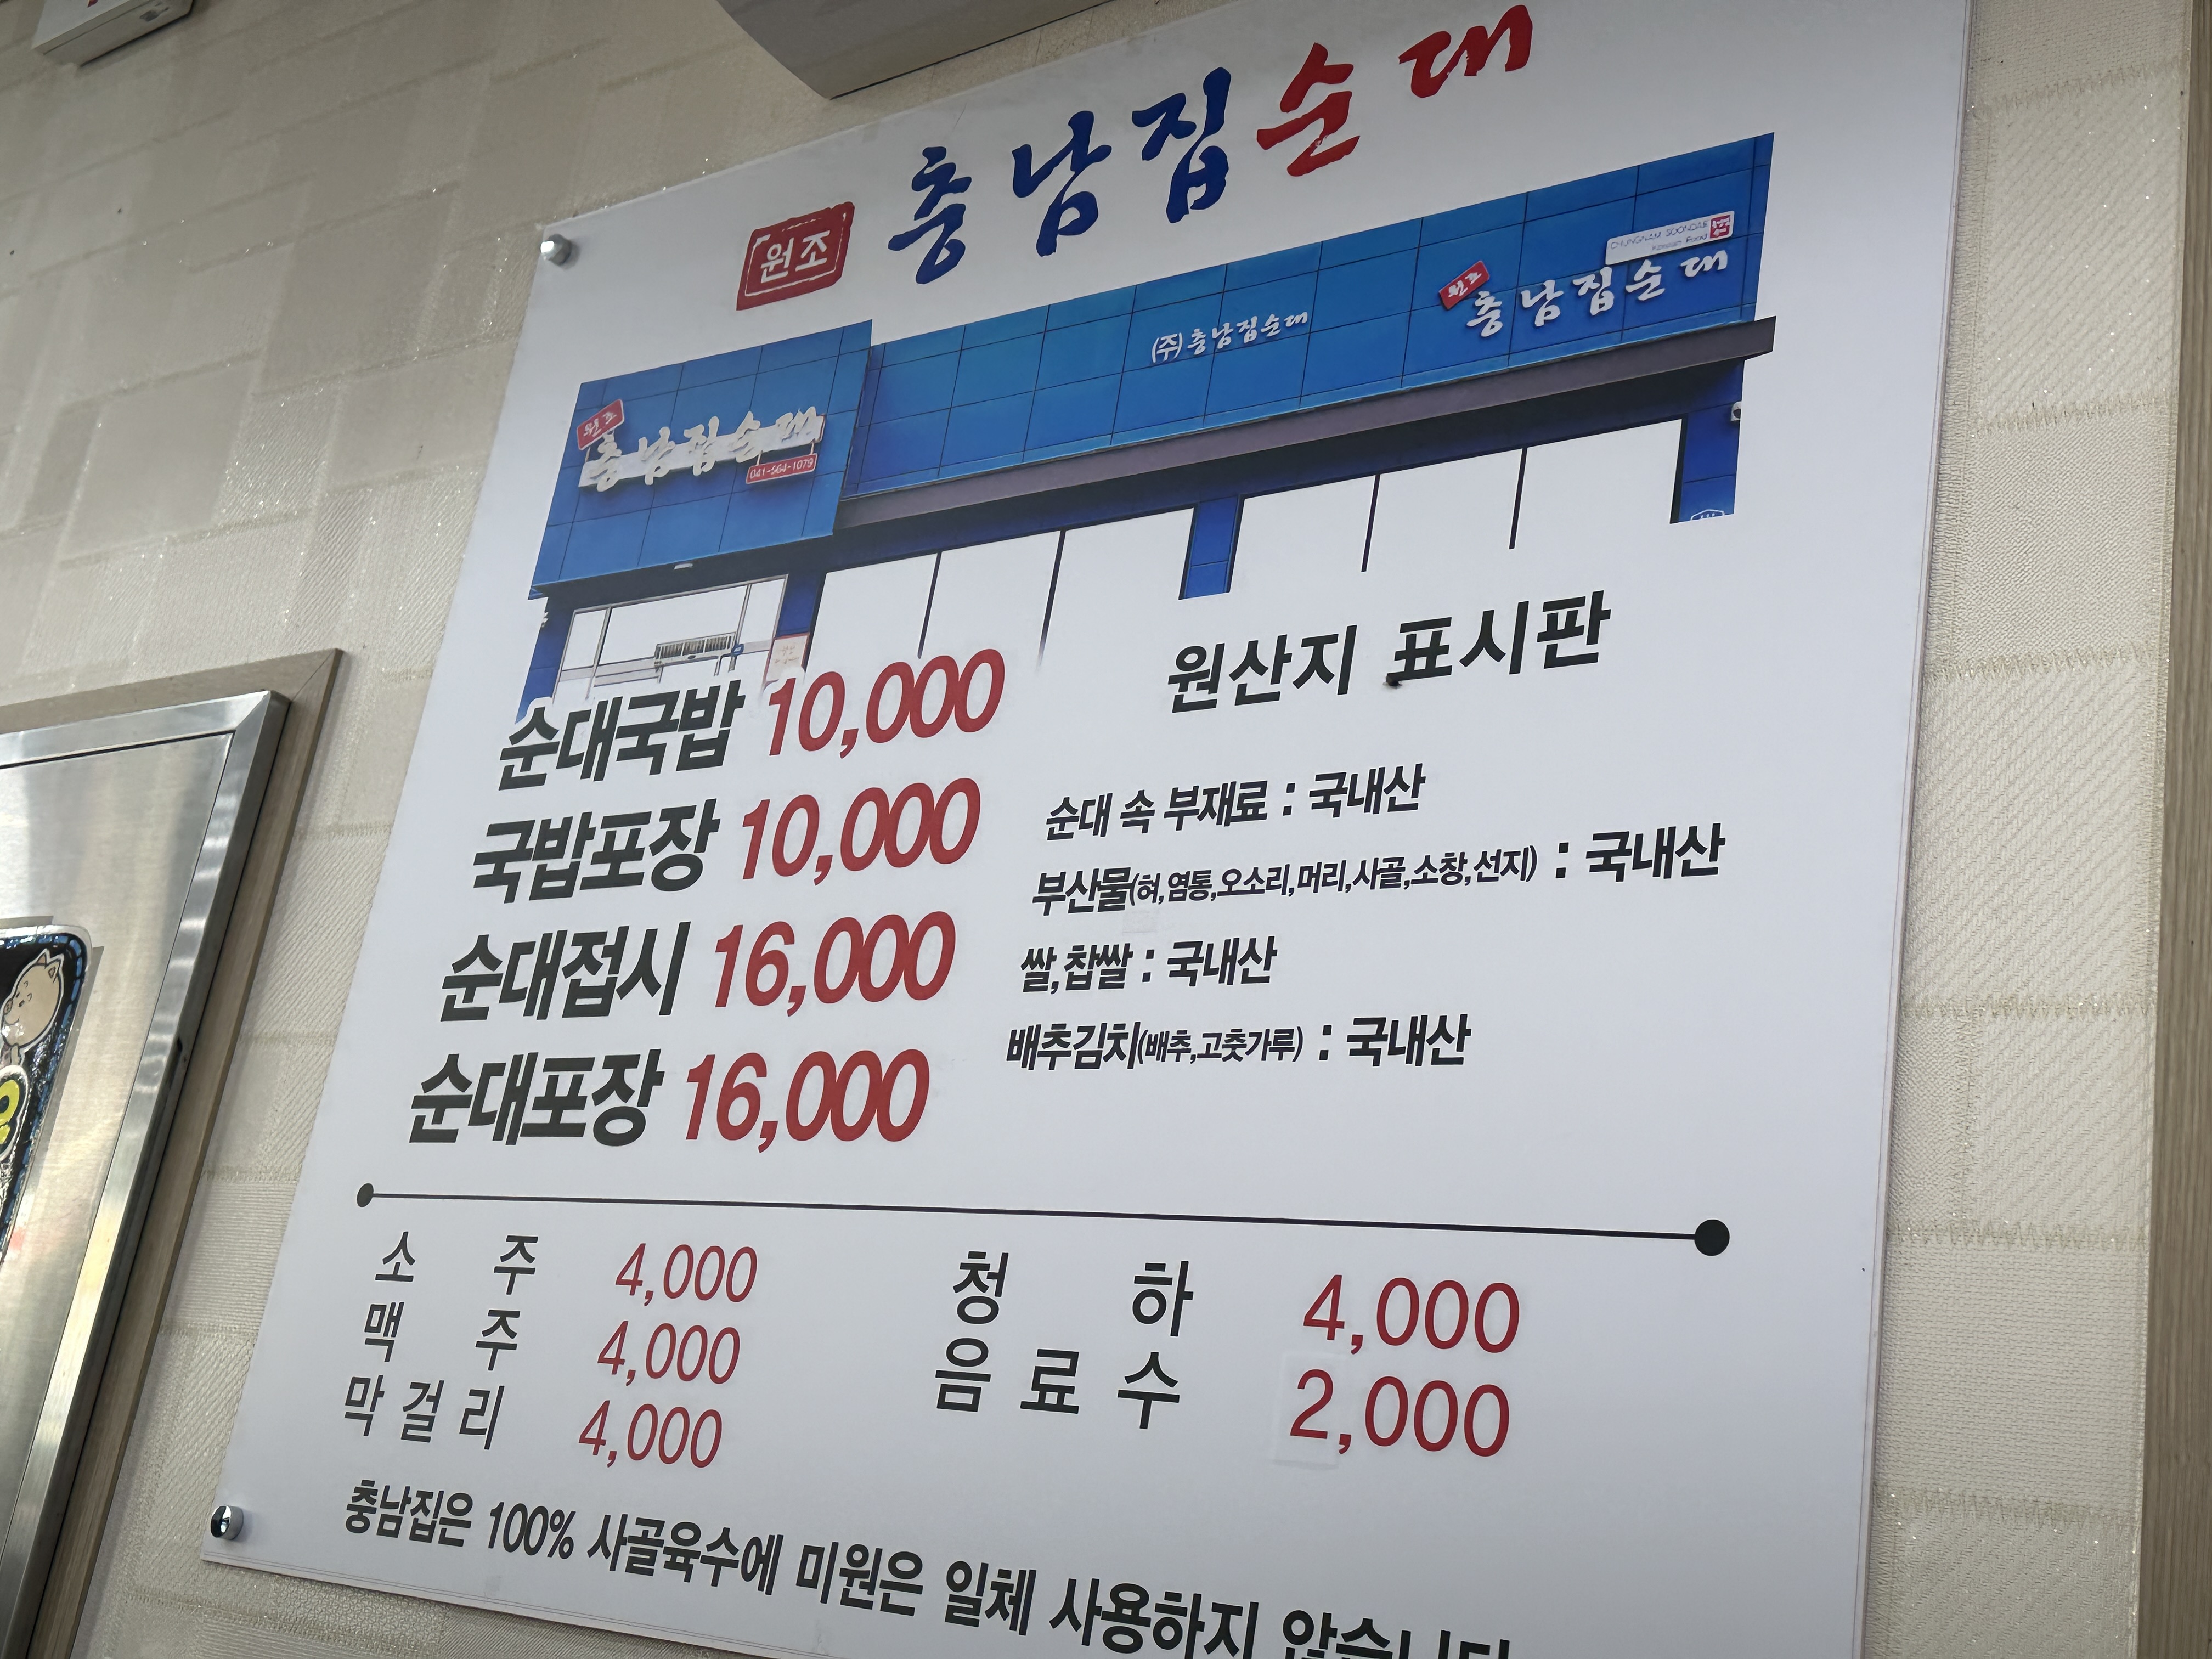 원조 충남집순대
CHUNGNAM SOONDAE
Korean Food
원조 충남집순대
(주)충남집순대
원조 충남집순대
041-564-1079
순대국밥 10,000
국밥포장 10,000
순대접시 16,000
순대포장 16,000
원산지 표시판
순대 속 부재료 : 국내산
부산물(혀,염통,오소리,머리,사골,소창,선지) : 국내산
쌀,찹쌀 : 국내산
배추김치(배추,고춧가루) : 국내산
소 주 4,000
맥 주 4,000
막걸리 4,000
청 하 4,000
음료수 2,000
충남집은 100% 사골육수에 미원은 일체 사용하지 않습니다